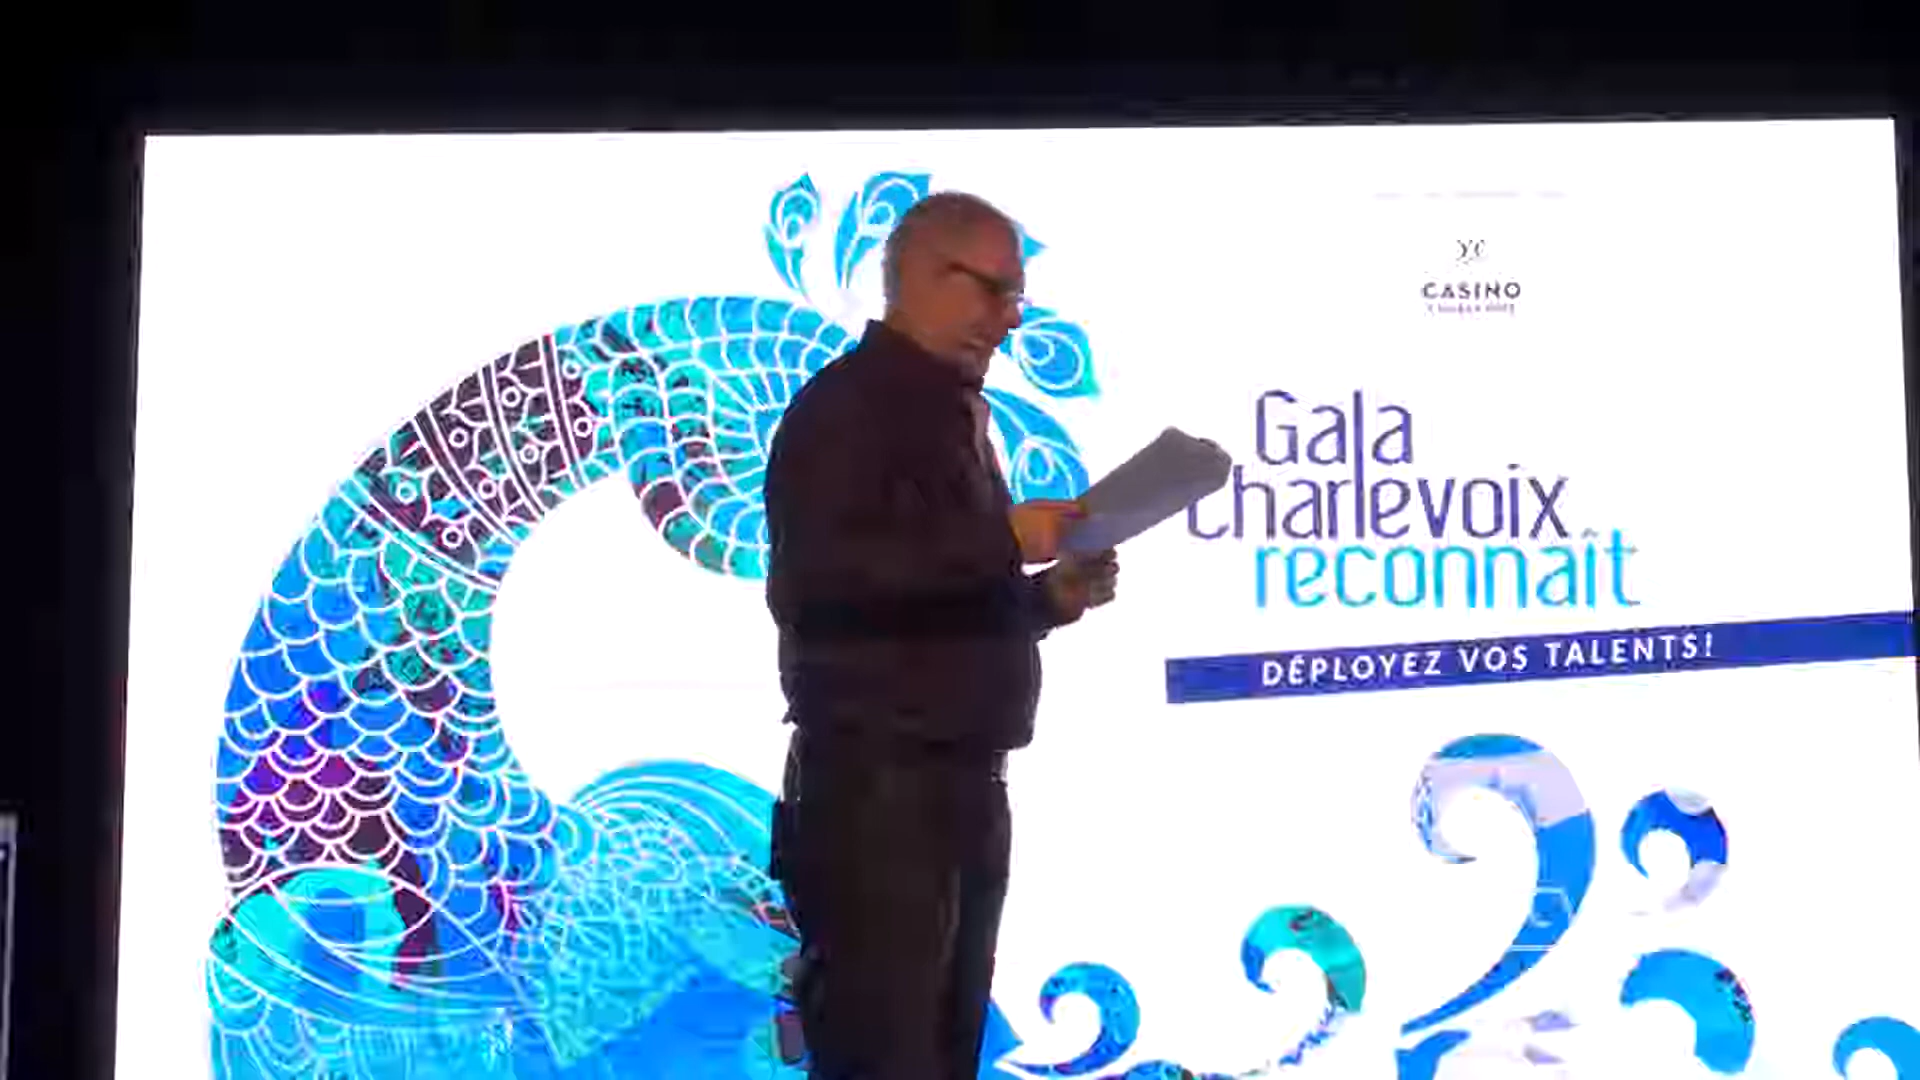 CASINO
Gala
charlevoix
reconnaît
DÉPLOYEZ VOS TALENTS!